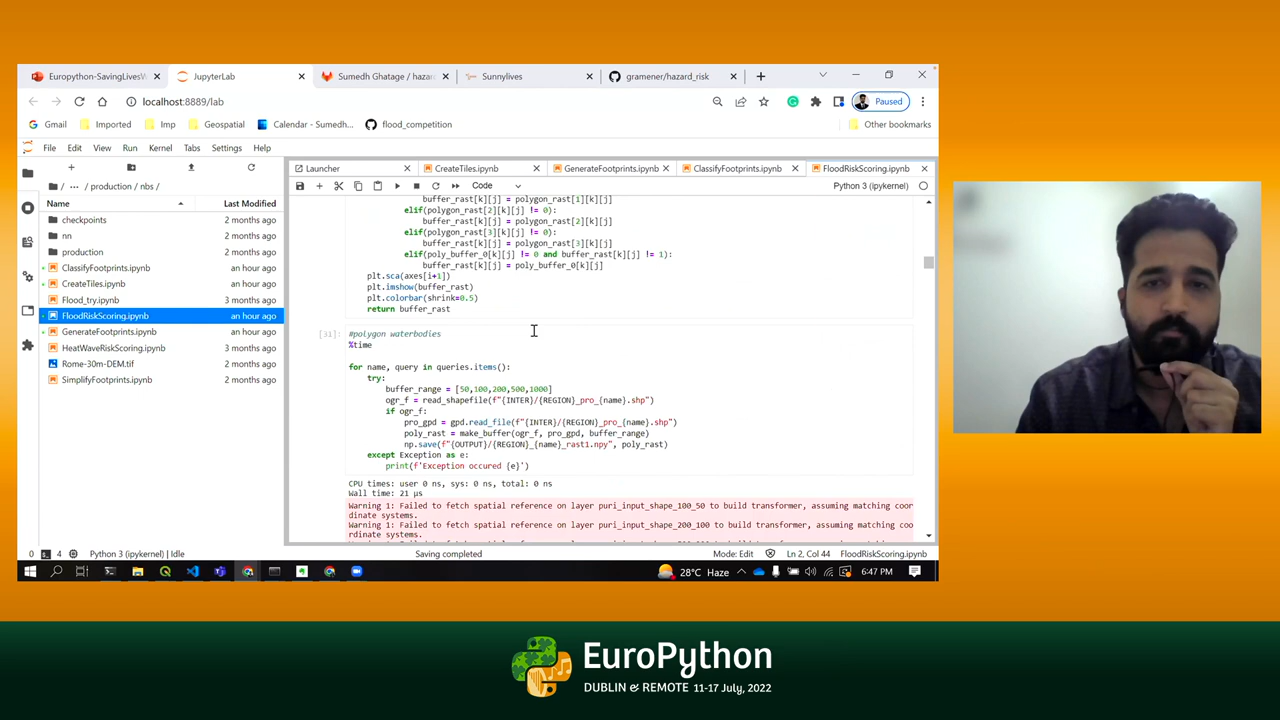 Europython-SavingLivesW
JupyterLab
Sumedh Ghatage / hazar
Sunnylives
gramener/hazard_risk
localhost:8889/lab
Paused
Gmail
Imported
Imp
Geospatial
Calendar - Sumedh...
flood_competition
Other bookmarks
File Edit View Run Kernel Tabs Settings Help
Launcher
CreateTiles.ipynb
GenerateFootprints.ipynb
ClassifyFootprints.ipynb
FloodRiskScoring.ipynb
/ ... / production / nbs /
Code
Python 3 (ipykernel)
Name Last Modified
checkpoints 2 months ago
nn 2 months ago
production 2 months ago
ClassifyFootprints.ipynb an hour ago
CreateTiles.ipynb an hour ago
Flood_try.ipynb 3 months ago
FloodRiskScoring.ipynb an hour ago
GenerateFootprints.ipynb an hour ago
HeatWaveRiskScoring.ipynb 2 months ago
Rome-30m-DEM.tif 2 months ago
SimplifyFootprints.ipynb 2 months ago
buffer_rast[k][j] = polygon_rast[1][k][j]
elif(polygon_rast[2][k][j] != 0):
buffer_rast[k][j] = polygon_rast[2][k][j]
elif(polygon_rast[3][k][j] != 0):
buffer_rast[k][j] = polygon_rast[3][k][j]
elif(poly_buffer_0[k][j] != 0 and buffer_rast[k][j] != 1):
buffer_rast[k][j] = poly_buffer_0[k][j]
plt.sca(axes[i+1])
plt.imshow(buffer_rast)
plt.colorbar(shrink=0.5)
return buffer_rast
[31]: #polygon waterbodies
%time
for name, query in queries.items():
try:
buffer_range = [50,100,200,500,1000]
ogr_f = read_shapefile(f"{INTER}/{REGION}_pro_{name}.shp")
if ogr_f:
pro_gpd = gpd.read_file(f"{INTER}/{REGION}_pro_{name}.shp")
poly_rast = make_buffer(ogr_f, pro_gpd, buffer_range)
np.save(f"{OUTPUT}/{REGION}_{name}_rast1.npy", poly_rast)
except Exception as e:
print(f'Exception occured {e}')
CPU times: user 0 ns, sys: 0 ns, total: 0 ns
Wall time: 21 µs
Warning 1: Failed to fetch spatial reference on layer puri_input_shape_100_50 to build transformer, assuming matching coor
dinate systems.
Warning 1: Failed to fetch spatial reference on layer puri_input_shape_200_100 to build transformer, assuming matching coo
rdinate systems.
0 4 Python 3 (ipykernel) | Idle
Saving completed
Mode: Edit
Ln 2, Col 44
FloodRiskScoring.ipynb
28°C Haze
6:47 PM
EuroPython
DUBLIN & REMOTE 11-17 July, 2022